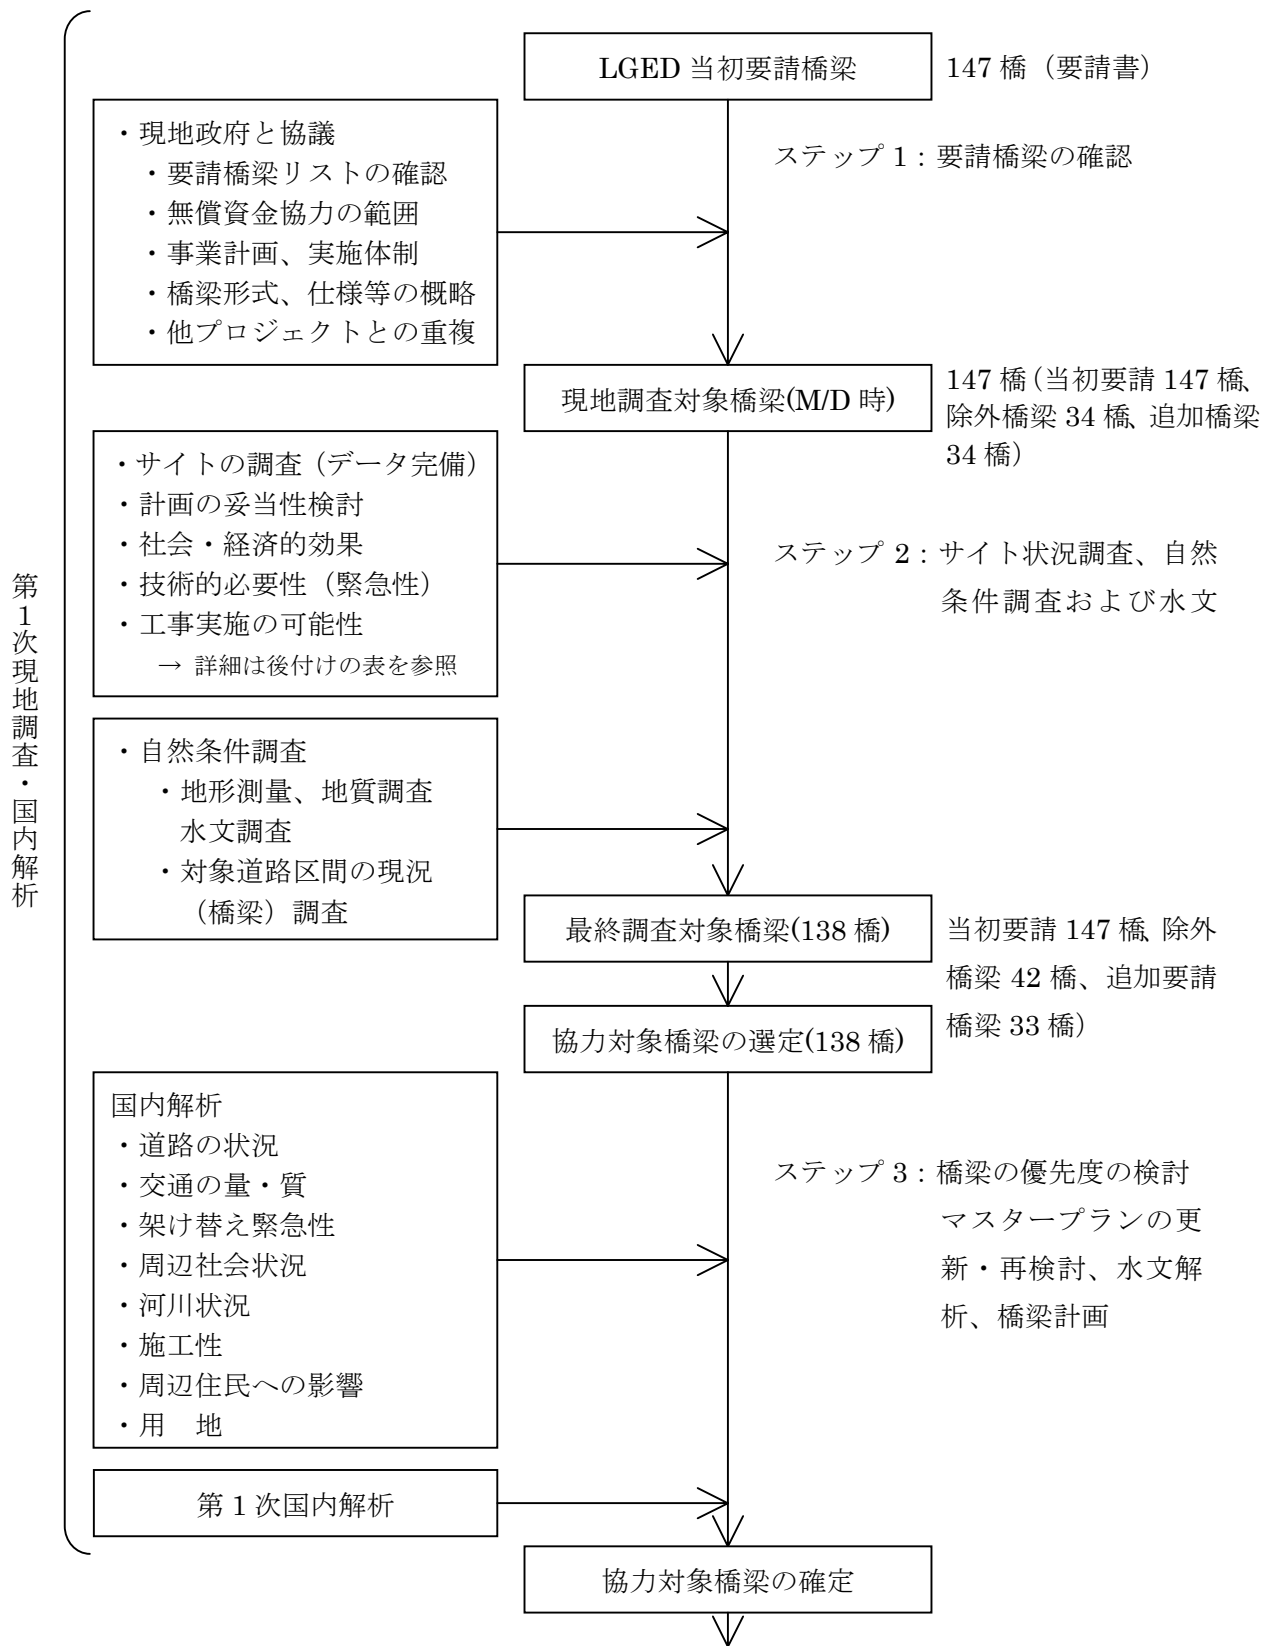 LGED 当初要請橋梁
147 橋（要請書）
・現地政府と協議
・要請橋梁リストの確認
・無償資金協力の範囲
・事業計画、実施体制
・橋梁形式、仕様等の概略
・他プロジェクトとの重複
ステップ 1：要請橋梁の確認
現地調査対象橋梁(M/D 時)
147 橋（当初要請 147 橋、
除外橋梁 34 橋、追加橋梁
34 橋）
・サイトの調査（データ完備）
・計画の妥当性検討
・社会・経済的効果
・技術的必要性（緊急性）
・工事実施の可能性
→ 詳細は後付けの表を参照
ステップ 2：サイト状況調査、自然
条件調査および水文
第1次現地調査・国内解析
・自然条件調査
・地形測量、地質調査
水文調査
・対象道路区間の現況
（橋梁）調査
最終調査対象橋梁(138 橋)
当初要請 147 橋、除外
橋梁 42 橋、追加要請
橋梁 33 橋）
協力対象橋梁の選定(138 橋)
国内解析
・道路の状況
・交通の量・質
・架け替え緊急性
・周辺社会状況
・河川状況
・施工性
・周辺住民への影響
・用　地
ステップ 3：橋梁の優先度の検討
マスタープランの更
新・再検討、水文解
析、橋梁計画
第 1 次国内解析
協力対象橋梁の確定